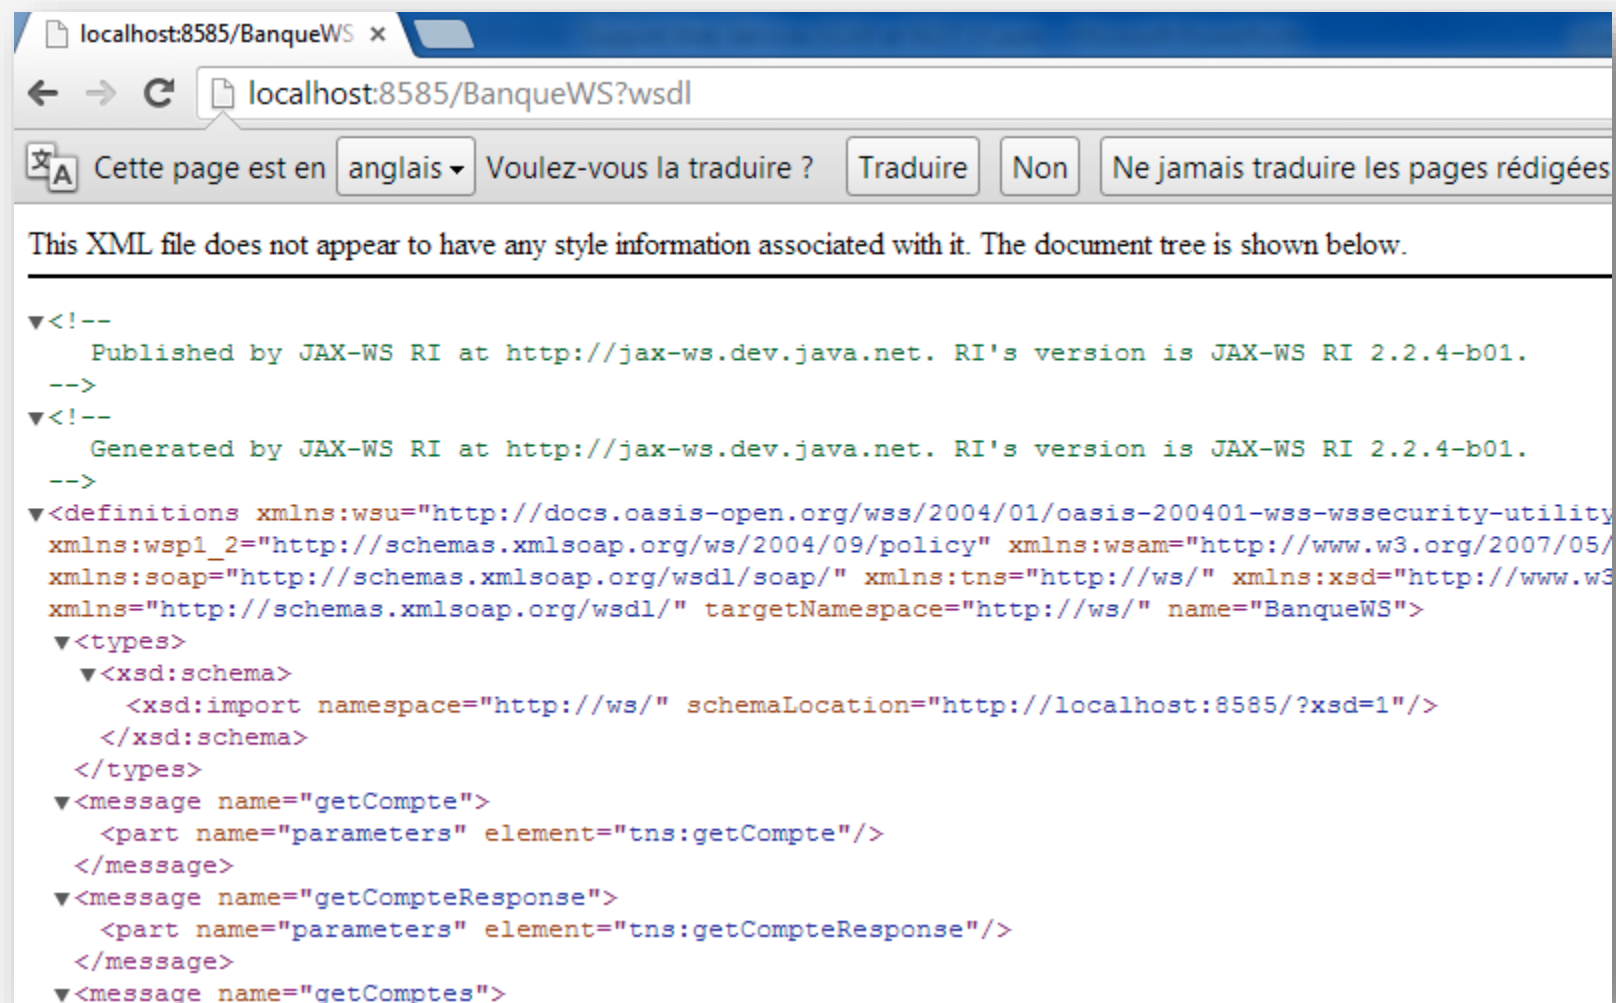 localhost:8585/BanqueWS ×
localhost:8585/BanqueWS?wsdl
Cette page est en anglais Voulez-vous la traduire ? Traduire Non Ne jamais traduire les pages rédigées
This XML file does not appear to have any style information associated with it. The document tree is shown below.
▼<!--
Published by JAX-WS RI at http://jax-ws.dev.java.net. RI's version is JAX-WS RI 2.2.4-b01.
-->
▼<!--
Generated by JAX-WS RI at http://jax-ws.dev.java.net. RI's version is JAX-WS RI 2.2.4-b01.
-->
▼<definitions xmlns:wsu="http://docs.oasis-open.org/wss/2004/01/oasis-200401-wss-wssecurity-utility
xmlns:wsp1_2="http://schemas.xmlsoap.org/ws/2004/09/policy" xmlns:wsam="http://www.w3.org/2007/05/
xmlns:soap="http://schemas.xmlsoap.org/wsdl/soap/" xmlns:tns="http://ws/" xmlns:xsd="http://www.w3
xmlns="http://schemas.xmlsoap.org/wsdl/" targetNamespace="http://ws/" name="BanqueWS">
▼<types>
▼<xsd:schema>
<xsd:import namespace="http://ws/" schemaLocation="http://localhost:8585/?xsd=1"/>
</xsd:schema>
</types>
▼<message name="getCompte">
<part name="parameters" element="tns:getCompte"/>
</message>
▼<message name="getCompteResponse">
<part name="parameters" element="tns:getCompteResponse"/>
</message>
▼<message name="getComptes">